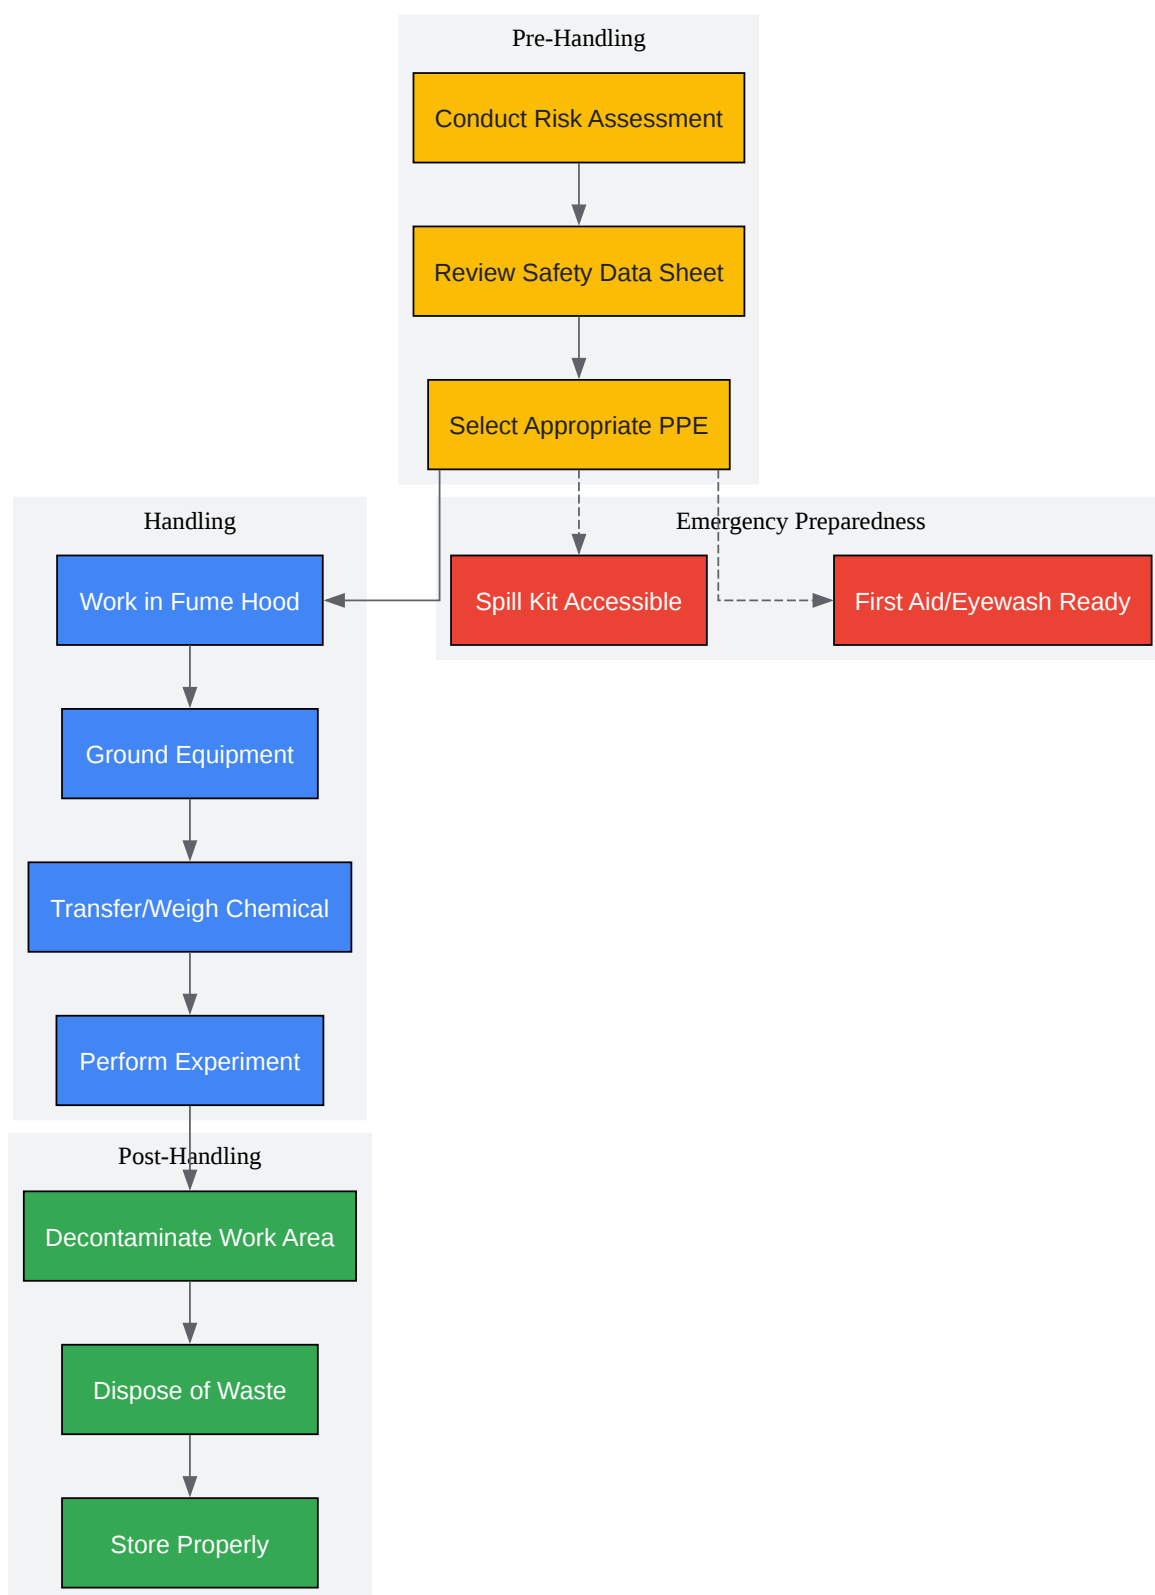 Pre-Handling
Conduct Risk Assessment
Review Safety Data Sheet
Select Appropriate PPE
Handling
Work in Fume Hood
Ground Equipment
Transfer/Weigh Chemical
Perform Experiment
Emergency Preparedness
Spill Kit Accessible
First Aid/Eyewash Ready
Post-Handling
Decontaminate Work Area
Dispose of Waste
Store Properly